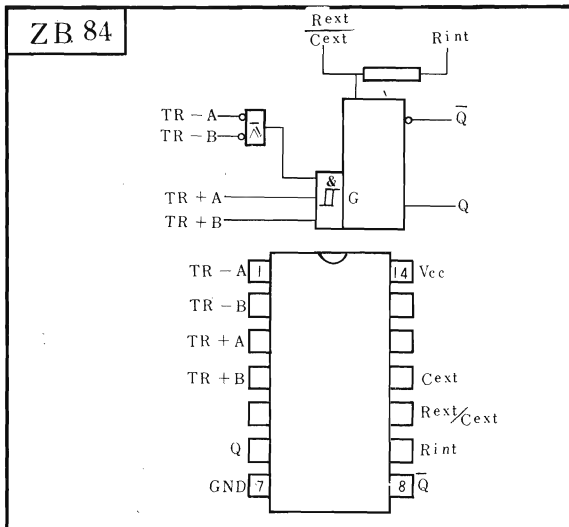 ZB 84
Rext
Cext
Rint
TR-A
TR-B
≥1
Q̅
&
G
TR+A
TR+B
Q
TR-A 1
14 Vcc
TR-B
TR+A
TR+B
Cext
Rext/Cext
Q
Rint
GND 7
8 Q̅